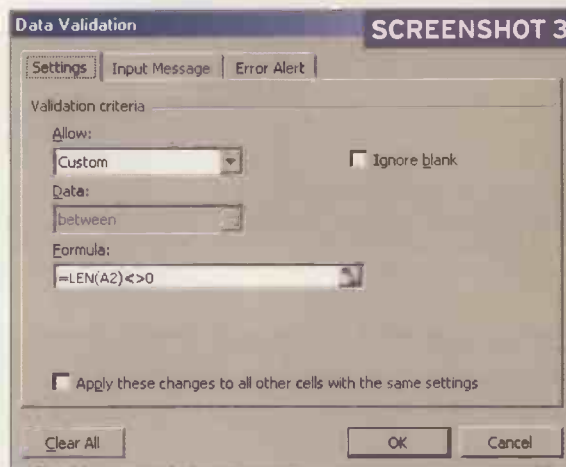 Data Validation
SCREENSHOT 3
Settings
Input Message
Error Alert
Validation criteria
Allow:
Custom
Ignore blank
Data:
between
Formula:
=LEN(A2)<>0
Apply these changes to all other cells with the same settings
Clear All
OK
Cancel